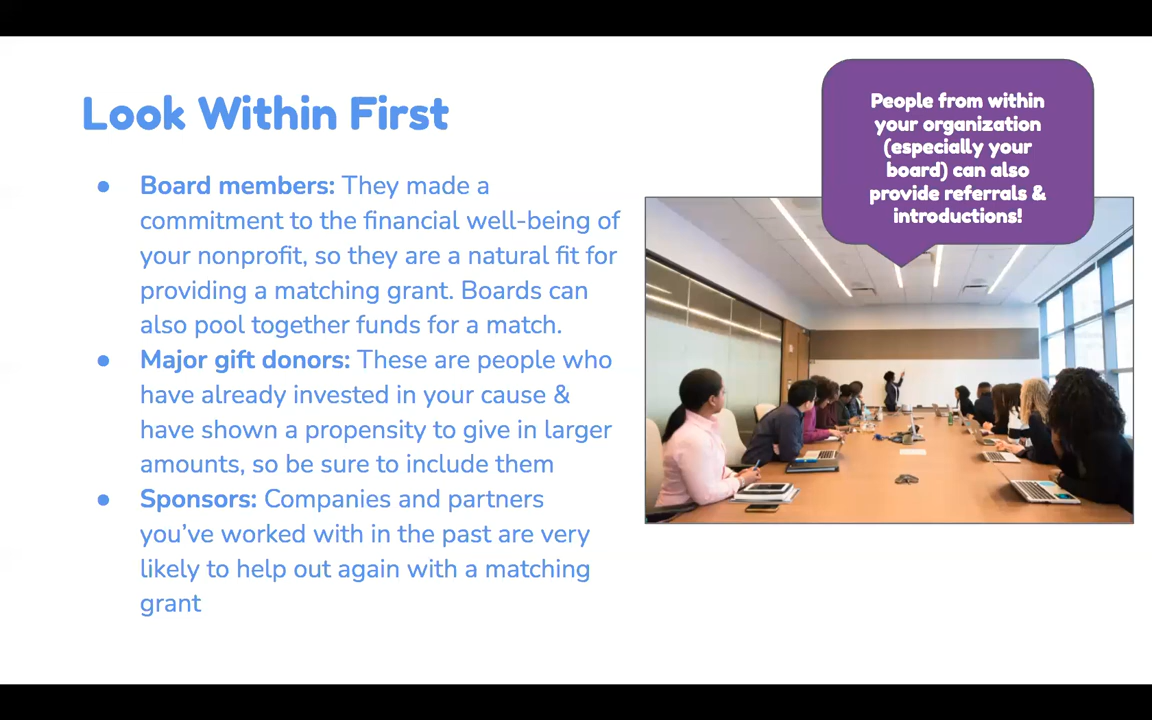 Look Within First
● Board members: They made a
commitment to the financial well-being of
your nonprofit, so they are a natural fit for
providing a matching grant. Boards can
also pool together funds for a match.
● Major gift donors: These are people who
have already invested in your cause &
have shown a propensity to give in larger
amounts, so be sure to include them
● Sponsors: Companies and partners
you’ve worked with in the past are very
likely to help out again with a matching
grant
People from within
your organization
(especially your
board) can also
provide referrals &
introductions!